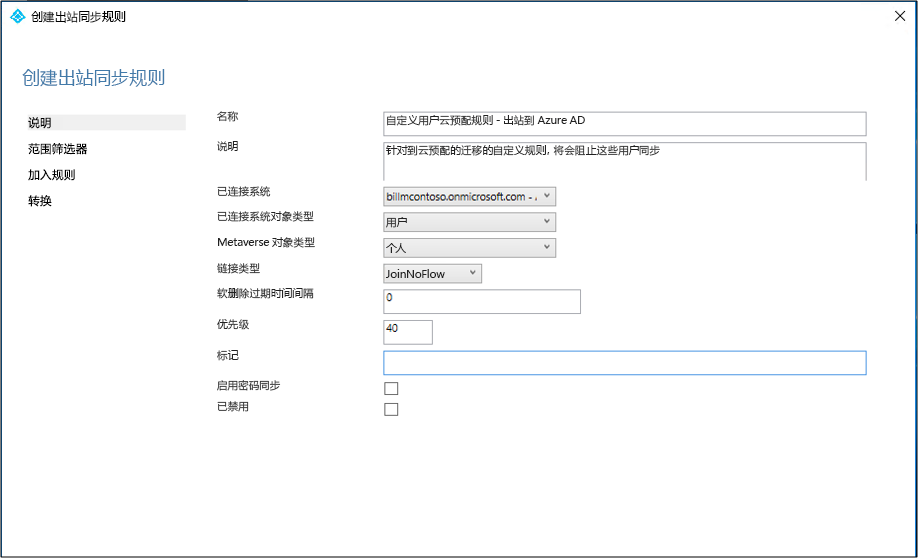 创建出站同步规则
创建出站同步规则
说明
范围筛选器
加入规则
转换
名称
自定义用户云预配规则 - 出站到 Azure AD
说明
针对到云预配的迁移的自定义规则, 将会阻止这些用户同步
已连接系统
billmcontoso.onmicrosoft.com -
已连接系统对象类型
用户
Metaverse 对象类型
个人
链接类型
JoinNoFlow
软删除过期时间间隔
0
优先级
40
标记
启用密码同步
已禁用